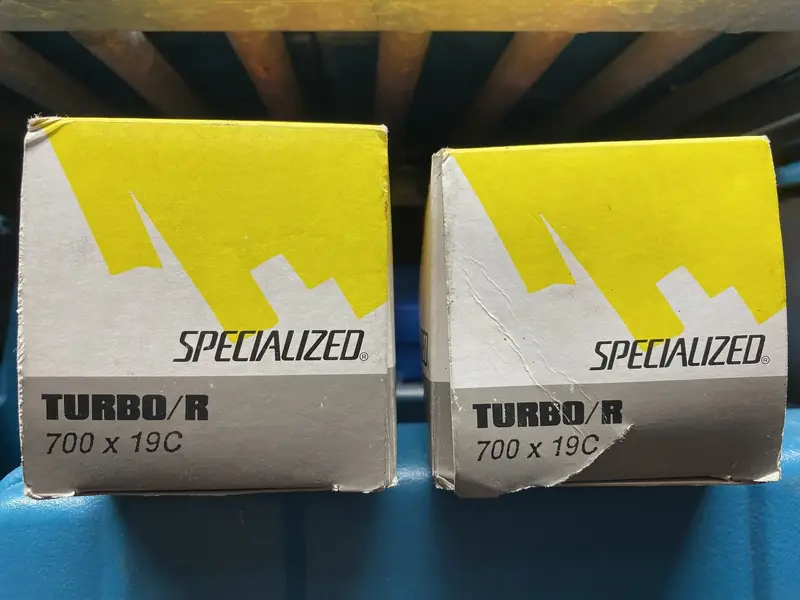 SPECIALIZED®
TURBO/R
700 x 19C
SPECIALIZED®
TURBO/R
700 x 19C